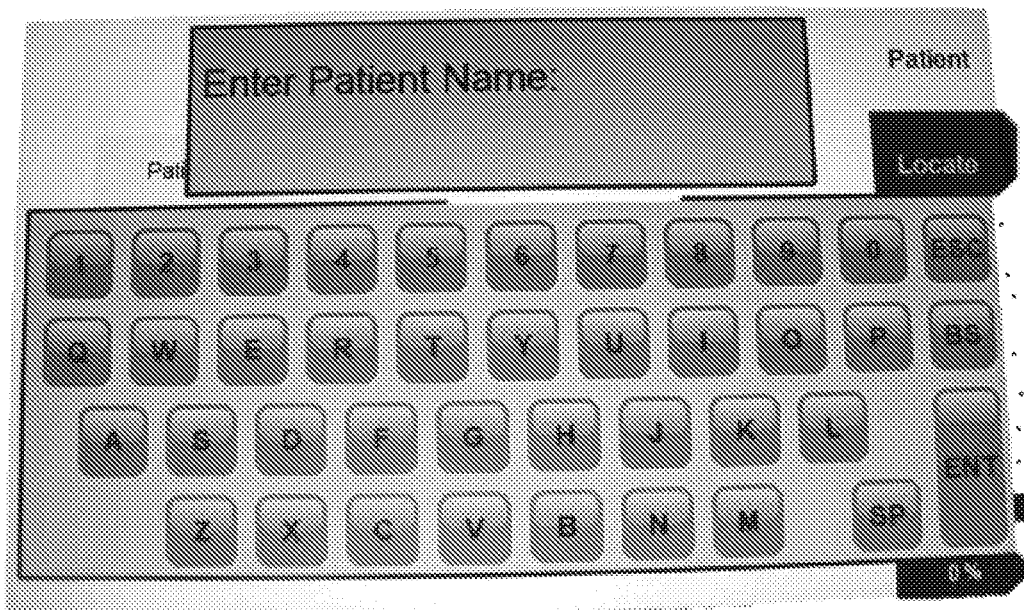 Enter Patient Name:
Patient
Locate
Pati
1 2 3 4 5 6 7 8 9 0 ESC
Q W E R T Y U I O P BS
A S D F G H J K L
ENT
Z X C V B N M SP